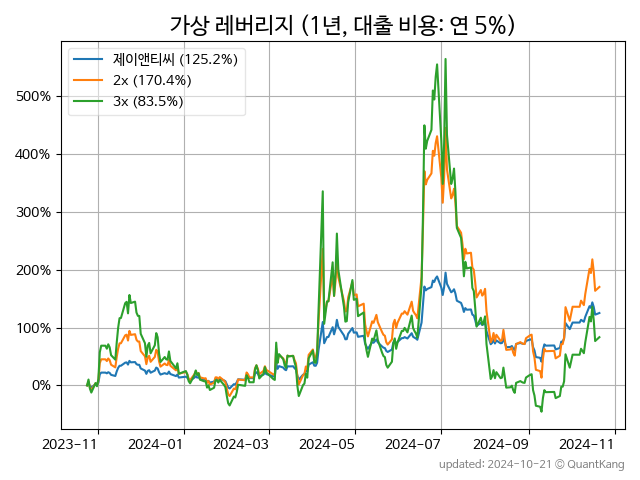 가상 레버리지 (1년, 대출 비용: 연 5%)
제이앤티씨 (125.2%)
2x (170.4%)
3x (83.5%)
500%
400%
300%
200%
100%
0%
2023-11 2024-01 2024-03 2024-05 2024-07 2024-09 2024-11
updated: 2024-10-21 © QuantKang